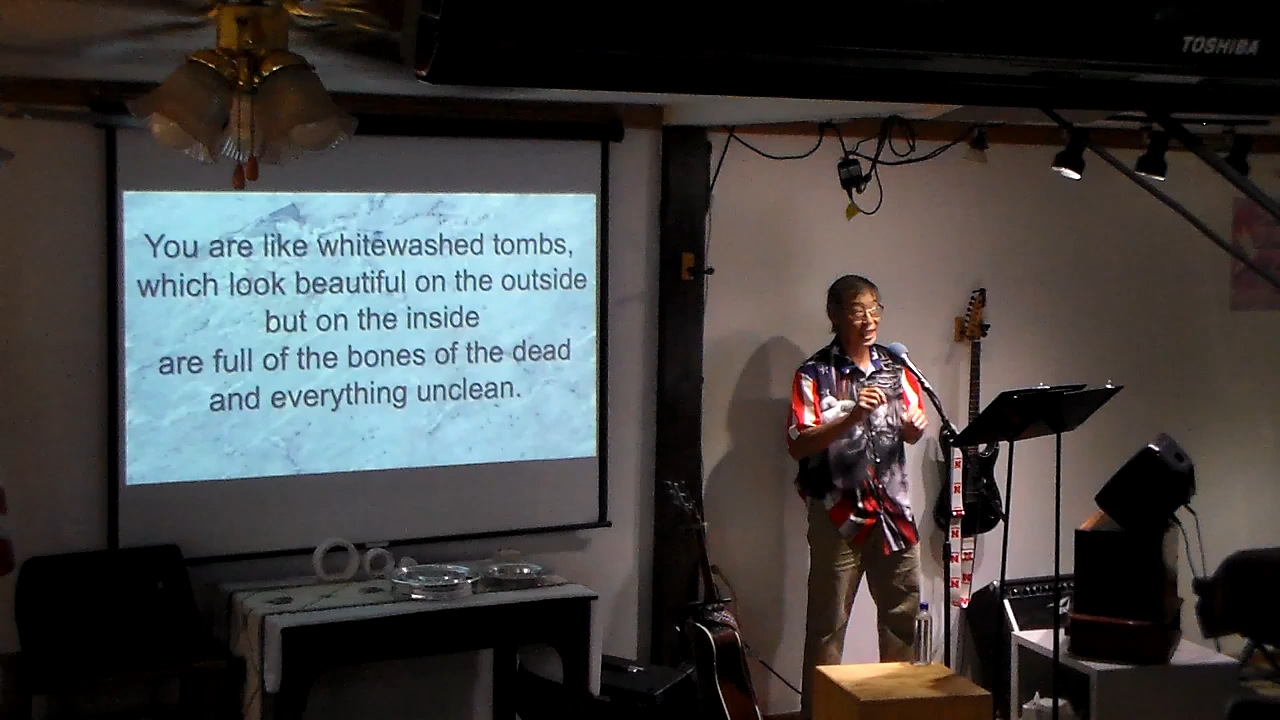 TOSHIBA
You are like whitewashed tombs,
which look beautiful on the outside
but on the inside
are full of the bones of the dead
and everything unclean.
N
N
N
N
N